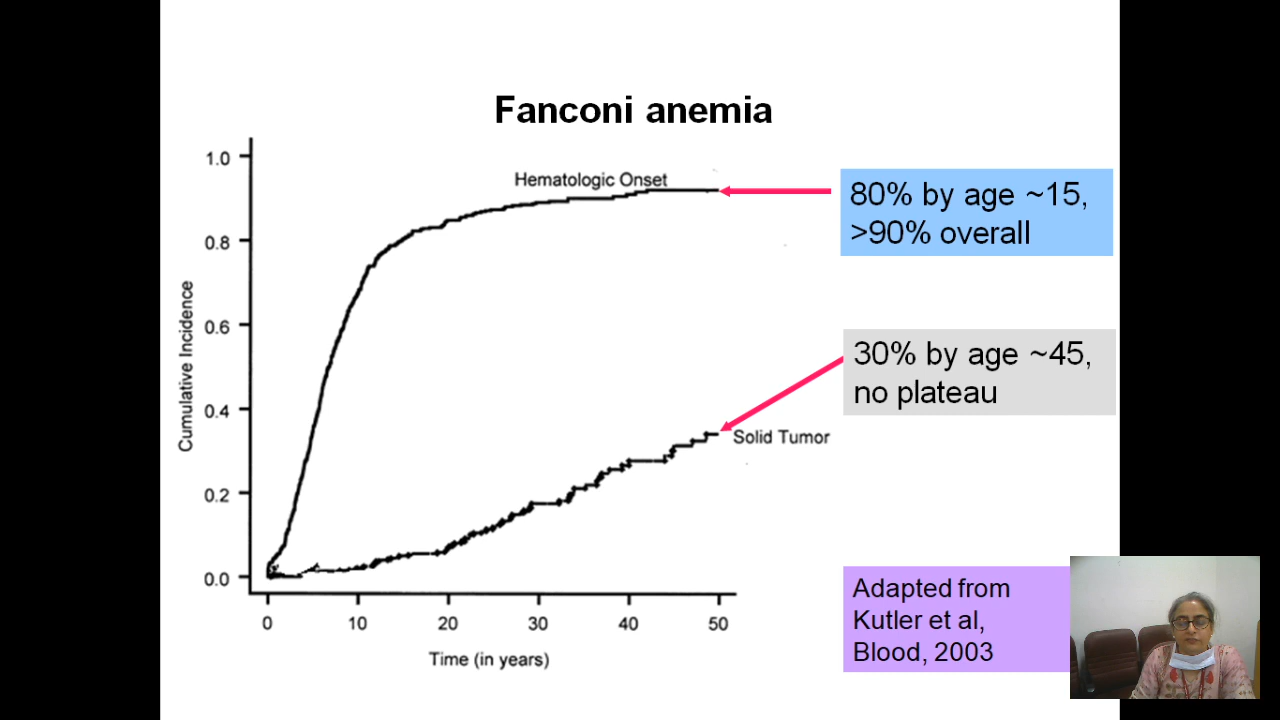 Fanconi anemia
1.0
0.8
0.6
0.4
0.2
0.0
Cumulative Incidence
Hematologic Onset
Solid Tumor
0 10 20 30 40 50
Time (in years)
80% by age ~15,
>90% overall
30% by age ~45,
no plateau
Adapted from
Kutler et al,
Blood, 2003